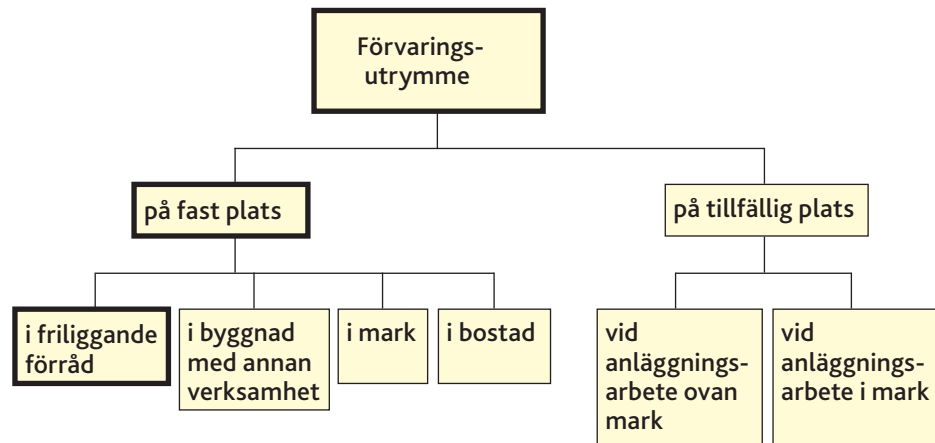 Förvarings-
utrymme
på fast plats
på tillfällig plats
i friliggande
förråd
i byggnad
med annan
verksamhet
i mark
i bostad
vid
anläggnings-
arbete ovan
mark
vid
anläggnings-
arbete i mark